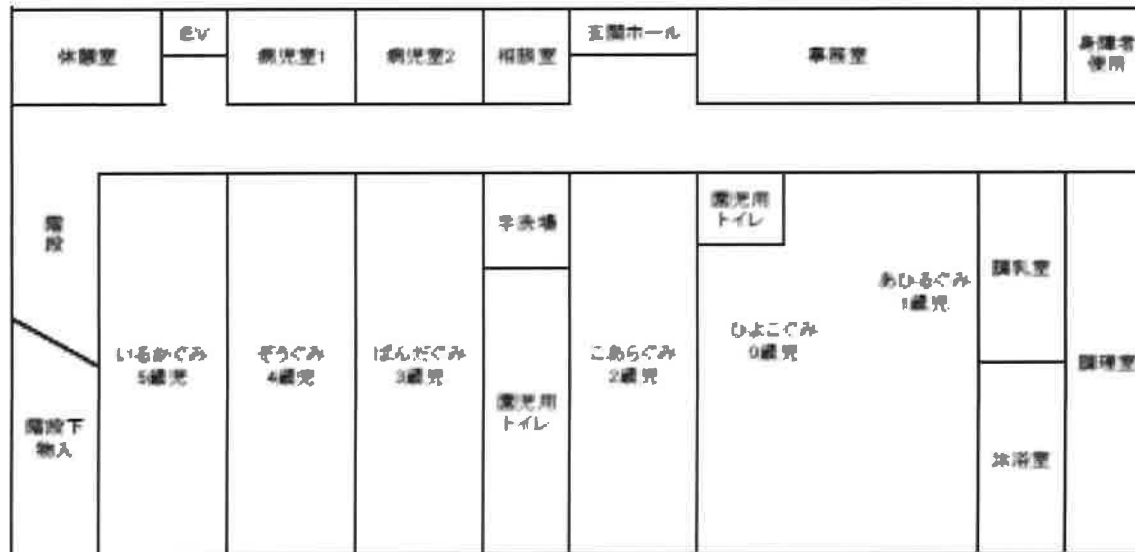 休憩室
EV
病児室1
病児室2
相談室
玄関ホール
事務室
身障者
使用
階
段
手洗場
園児用
トイレ
調乳室
あひるぐみ
1歳児
いるかぐみ
5歳児
ぞうぐみ
4歳児
ぱんだぐみ
3歳児
こあらぐみ
2歳児
ひよこぐみ
0歳児
調理室
園児用
トイレ
階段下
物入
沐浴室